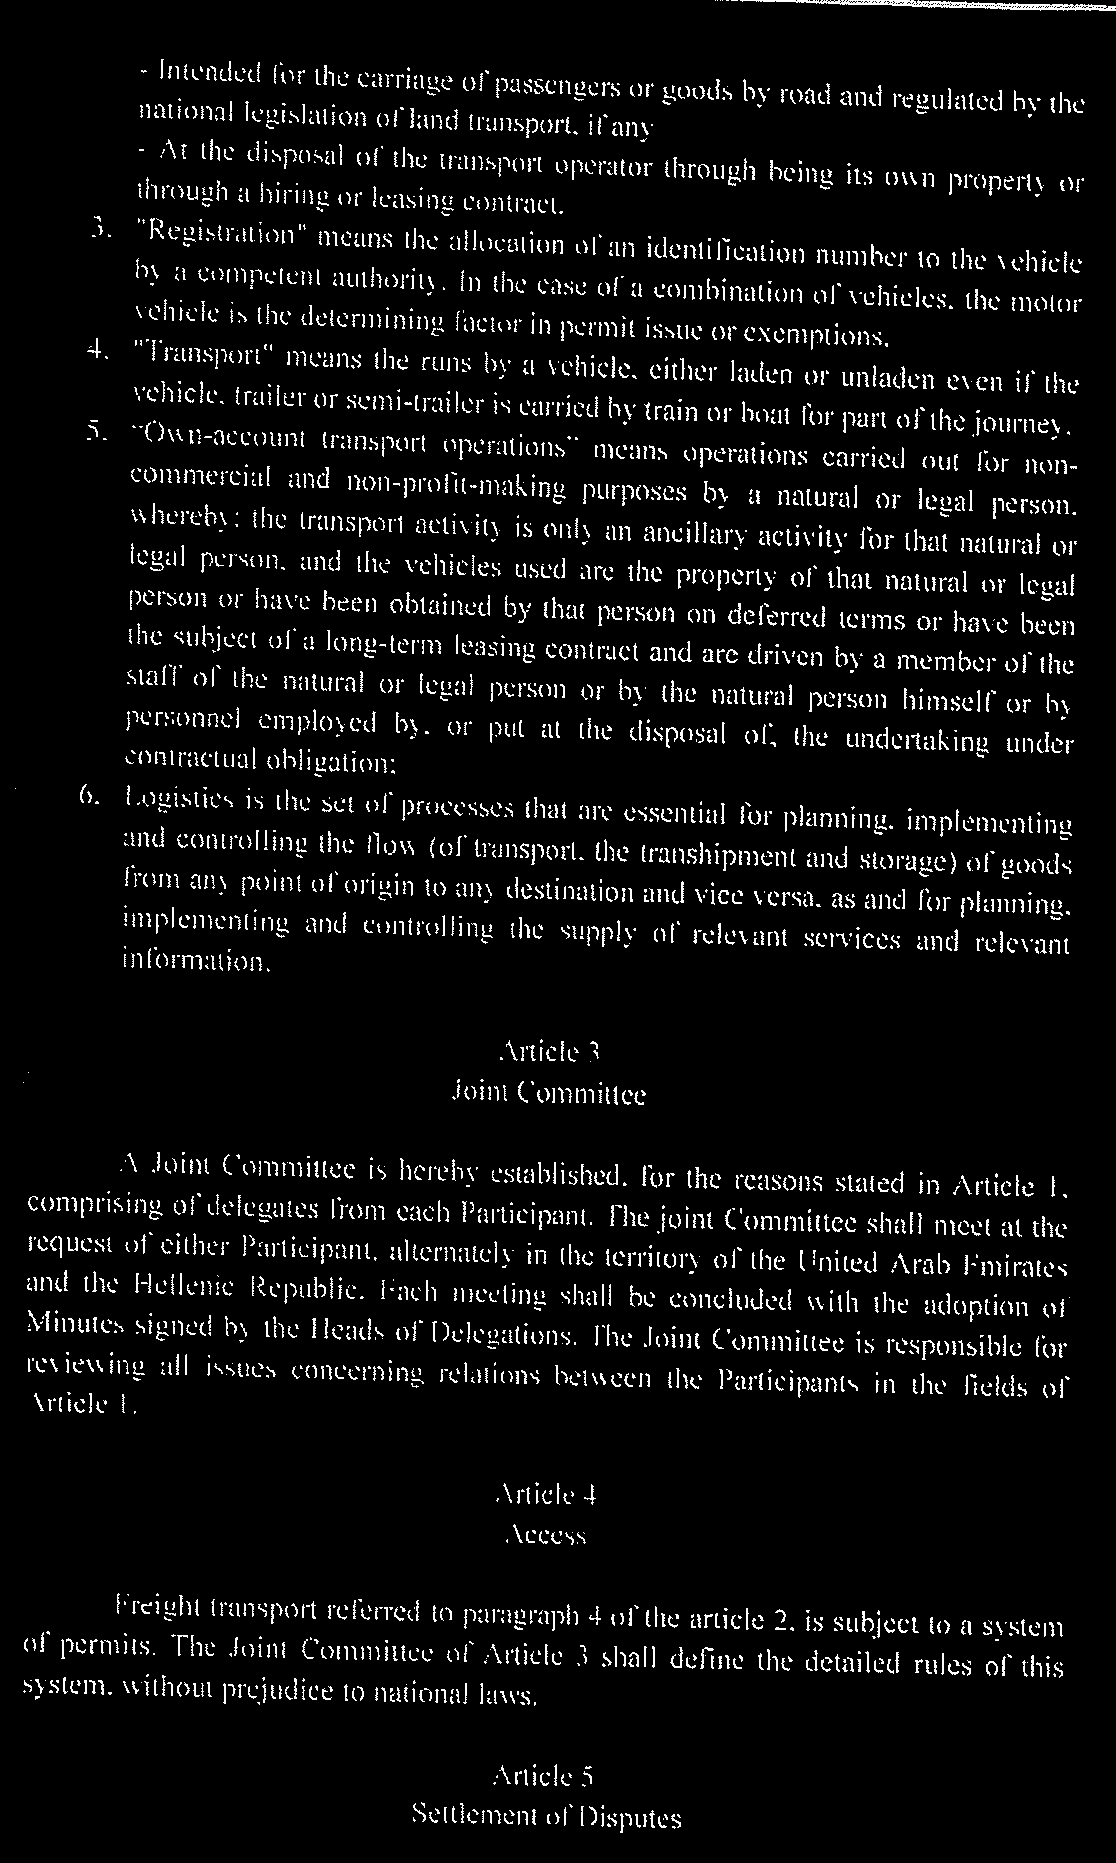 - Intended for the carriage of passengers or goods by road and regulated by the
national legislation of land transport, if any
- At the disposal of the transport operator through being its own property or
through a hiring or leasing contract.
3. "Registration" means the allocation of an identification number to the vehicle
by a competent authority. In the case of a combination of vehicles, the motor
vehicle is the determining factor in permit issue or exemptions.
4. "Transport" means the runs by a vehicle, either laden or unladen even if the
vehicle, trailer or semi-trailer is carried by train or boat for part of the journey.
5. "Own-account transport operations" means operations carried out for non-
commercial and non-profit-making purposes by a natural or legal person,
whereby: the transport activity is only an ancillary activity for that natural or
legal person, and the vehicles used are the property of that natural or legal
person or have been obtained by that person on deferred terms or have been
the subject of a long-term leasing contract and are driven by a member of the
staff of the natural or legal person or by the natural person himself or by
personnel employed by, or put at the disposal of, the undertaking under
contractual obligation;
6. Logistics is the set of processes that are essential for planning, implementing
and controlling the flow (of transport, the transhipment and storage) of goods
from any point of origin to any destination and vice versa, as and for planning,
implementing and controlling the supply of relevant services and relevant
information.
Article 3
Joint Committee
A Joint Committee is hereby established, for the reasons stated in Article 1,
comprising of delegates from each Participant. The joint Committee shall meet at the
request of either Participant, alternately in the territory of the United Arab Emirates
and the Hellenic Republic. Each meeting shall be concluded with the adoption of
Minutes signed by the Heads of Delegations. The Joint Committee is responsible for
reviewing all issues concerning relations between the Participants in the fields of
Article 1.
Article 4
Access
Freight transport referred to paragraph 4 of the article 2, is subject to a system
of permits. The Joint Committee of Article 3 shall define the detailed rules of this
system, without prejudice to national laws.
Article 5
Settlement of Disputes